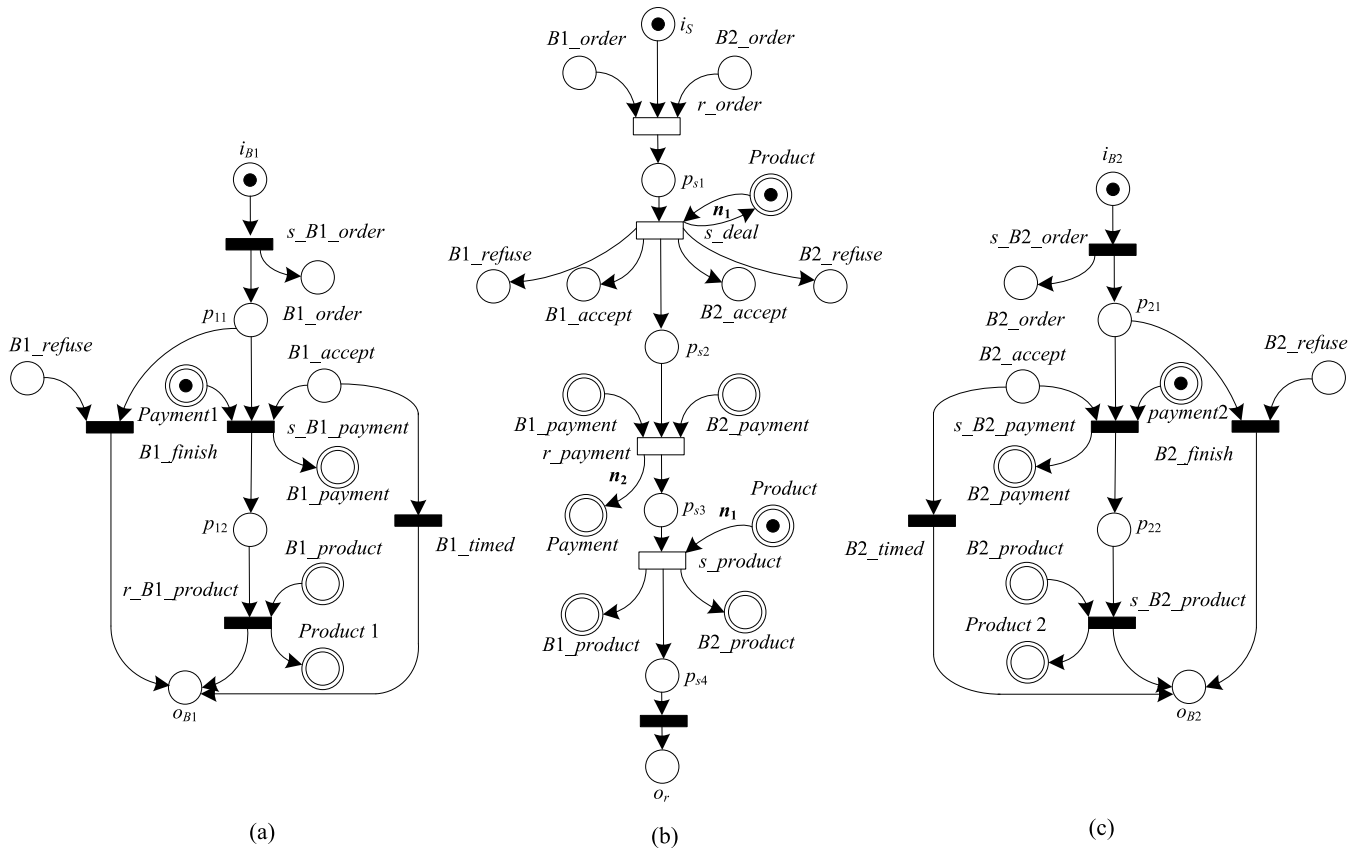 i_B1
s_B1_order
B1_order
p_11
B1_refuse
B1_accept
Payment1
s_B1_payment
B1_finish
B1_payment
p_12
B1_product
B1_timed
r_B1_product
Product 1
o_B1
(a)
i_S
B1_order
B2_order
r_order
Product
p_s1
n_1
s_deal
B1_refuse
B2_refuse
B1_accept
B2_accept
p_s2
B1_payment
B2_payment
r_payment
n_2
Product
p_s3
n_1
Payment
s_product
B1_product
B2_product
p_s4
o_r
(b)
i_B2
s_B2_order
B2_order
p_21
B2_accept
B2_refuse
payment2
s_B2_payment
B2_finish
B2_payment
p_22
B2_timed
B2_product
s_B2_product
Product 2
o_B2
(c)